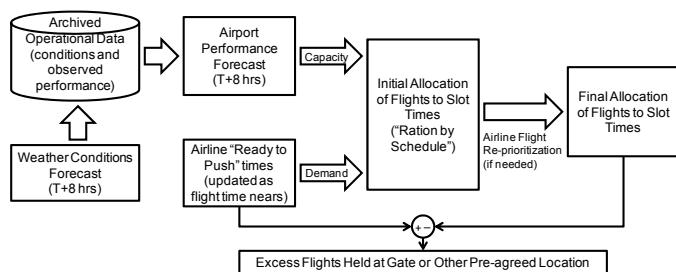 Archived
Operational Data
(conditions and
observed
performance)
Airport
Performance
Forecast
(T+8 hrs)
Capacity
Initial Allocation
of Flights to Slot
Times
("Ration by
Schedule")
Final Allocation
of Flights to Slot
Times
Airline Flight
Re-prioritization
(if needed)
Weather Conditions
Forecast
(T+8 hrs)
Airline “Ready to
Push” times
(updated as
flight time nears)
Demand
+ −
Excess Flights Held at Gate or Other Pre-agreed Location